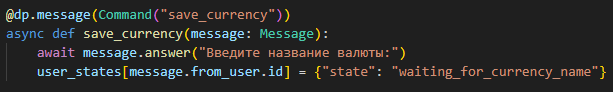 @dp.message(Command("save_currency"))
async def save_currency(message: Message):
    await message.answer("Введите название валюты:")
    user_states[message.from_user.id] = {"state": "waiting_for_currency_name"}